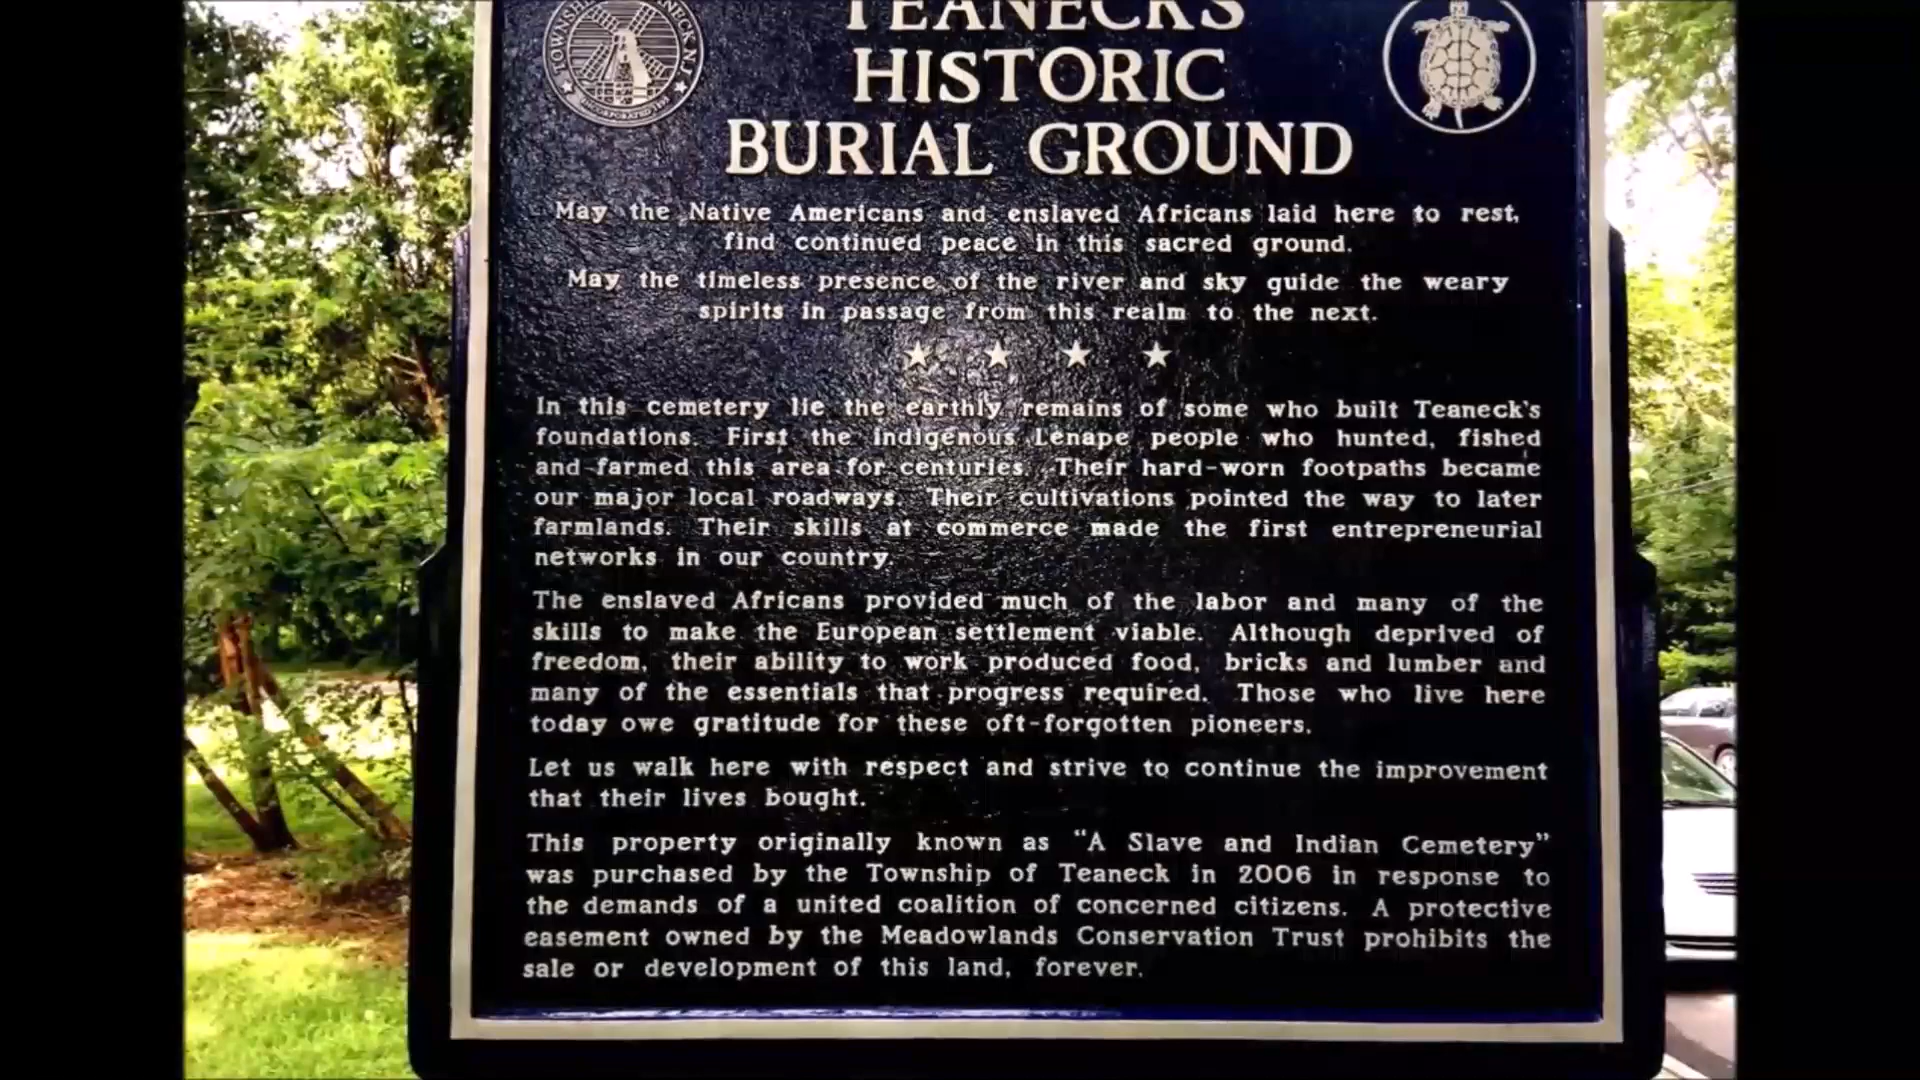 TEANECK'S
HISTORIC
BURIAL GROUND
TOWNSHIP TEANECK N.J.
INCORPORATED 1895
May the Native Americans and enslaved Africans laid here to rest,
find continued peace in this sacred ground.
May the timeless presence of the river and sky guide the weary
spirits in passage from this realm to the next.
In this cemetery lie the earthly remains of some who built Teaneck's
foundations. First the indigenous Lenape people who hunted, fished
and farmed this area for centuries. Their hard-worn footpaths became
our major local roadways. Their cultivations pointed the way to later
farmlands. Their skills at commerce made the first entrepreneurial
networks in our country.
The enslaved Africans provided much of the labor and many of the
skills to make the European settlement viable. Although deprived of
freedom, their ability to work produced food, bricks and lumber and
many of the essentials that progress required. Those who live here
today owe gratitude for these oft-forgotten pioneers.
Let us walk here with respect and strive to continue the improvement
that their lives bought.
This property originally known as “A Slave and Indian Cemetery”
was purchased by the Township of Teaneck in 2006 in response to
the demands of a united coalition of concerned citizens. A protective
easement owned by the Meadowlands Conservation Trust prohibits the
sale or development of this land, forever.